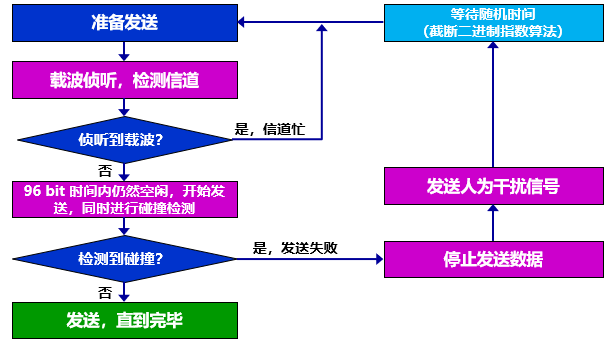 准备发送
等待随机时间
（截断二进制指数算法）
载波侦听，检测信道
侦听到载波？
是，信道忙
否
96 bit 时间内仍然空闲，开始发
送，同时进行碰撞检测
发送人为干扰信号
检测到碰撞？
是，发送失败
停止发送数据
否
发送，直到完毕